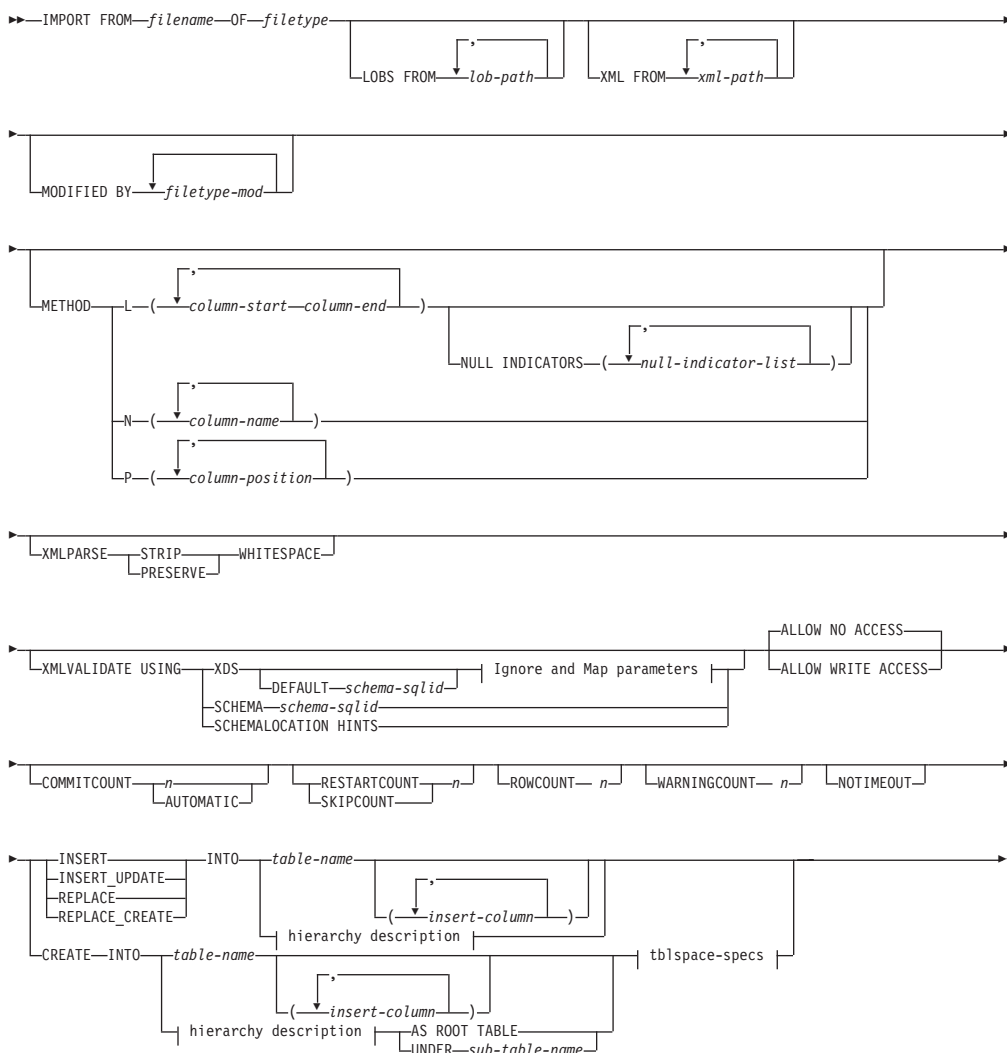 IMPORT FROM filename OF filetype
,
,
LOBS FROM lob-path
XML FROM xml-path
MODIFIED BY filetype-mod
,
METHOD L ( column-start column-end )
,
NULL INDICATORS ( null-indicator-list )
,
N ( column-name )
,
P ( column-position )
XMLPARSE STRIP WHITESPACE
PRESERVE
ALLOW NO ACCESS
XMLVALIDATE USING XDS Ignore and Map parameters ALLOW WRITE ACCESS
DEFAULT schema-sqlid
SCHEMA schema-sqlid
SCHEMALOCATION HINTS
COMMITCOUNT n RESTARTCOUNT n ROWCOUNT n WARNINGCOUNT n NOTIMEOUT
AUTOMATIC SKIPCOUNT
INSERT INTO table-name
INSERT_UPDATE ,
REPLACE ( insert-column )
REPLACE_CREATE hierarchy description
CREATE INTO table-name tblspace-specs
,
( insert-column )
hierarchy description AS ROOT TABLE
UNDER sub-table-name